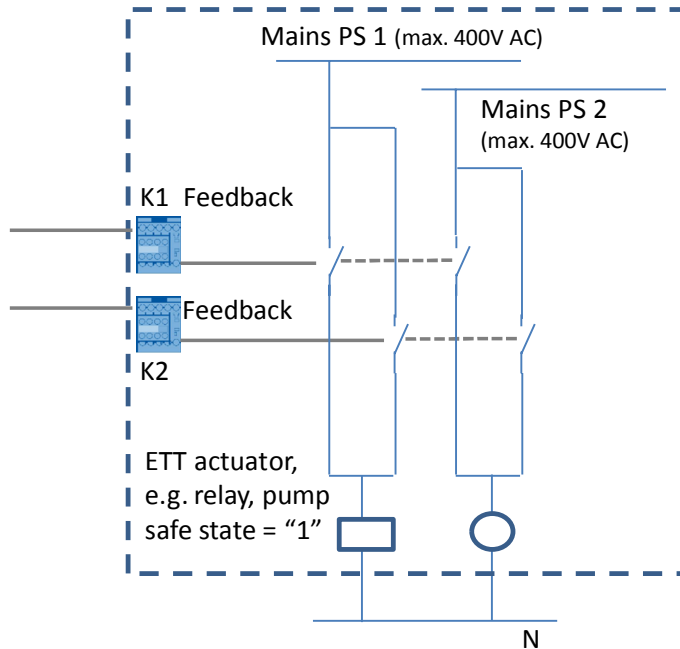 Mains PS 1 (max. 400V AC)
Mains PS 2
(max. 400V AC)
K1 Feedback
Feedback
K2
ETT actuator,
e.g. relay, pump
safe state = “1”
N